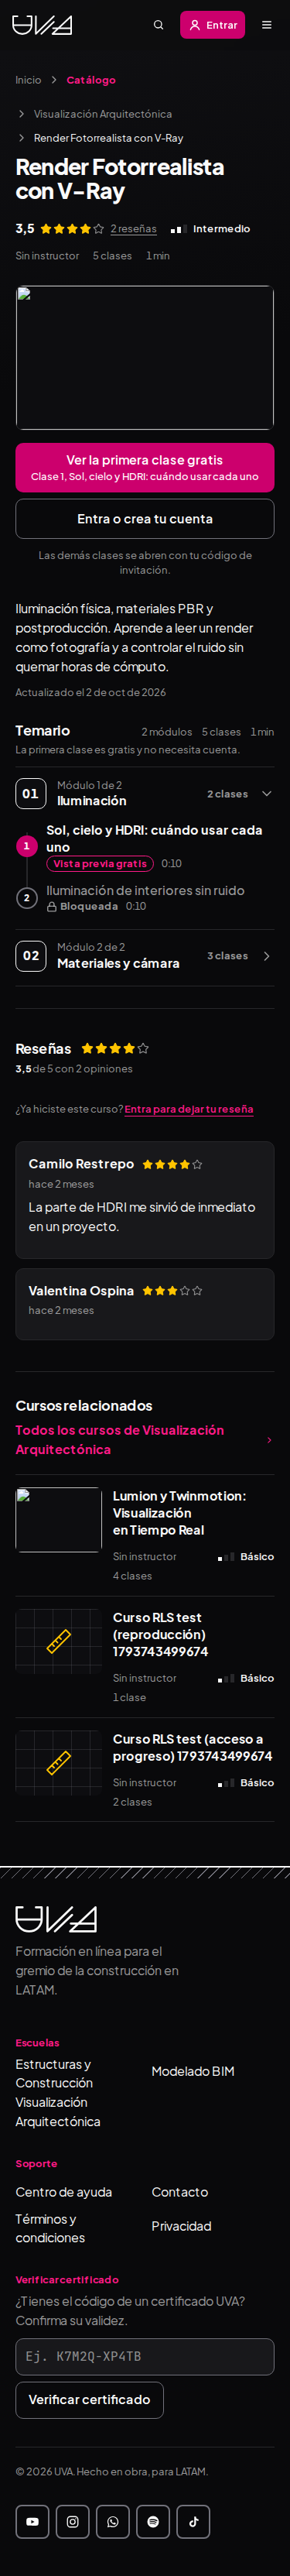 UVA
Entrar
Inicio > Catálogo
> Visualización Arquitectónica
> Render Fotorrealista con V-Ray
Render Fotorrealista
con V-Ray
3,5 2 reseñas Intermedio
Sin instructor 5 clases 1 min
Ver la primera clase gratis
Clase 1, Sol, cielo y HDRI: cuándo usar cada uno
Entra o crea tu cuenta
Las demás clases se abren con tu código de
invitación.
Iluminación física, materiales PBR y
postproducción. Aprende a leer un render
como fotografía y a controlar el ruido sin
quemar horas de cómputo.
Actualizado el 2 de oct de 2026
Temario 2 módulos 5 clases 1 min
La primera clase es gratis y no necesita cuenta.
01 Módulo 1 de 2
Iluminación 2 clases
1 Sol, cielo y HDRI: cuándo usar cada
uno
Vista previa gratis 0:10
2 Iluminación de interiores sin ruido
Bloqueada 0:10
02 Módulo 2 de 2
Materiales y cámara 3 clases
Reseñas
3,5 de 5 con 2 opiniones
¿Ya hiciste este curso? Entra para dejar tu reseña
Camilo Restrepo
hace 2 meses
La parte de HDRI me sirvió de inmediato
en un proyecto.
Valentina Ospina
hace 2 meses
Cursos relacionados
Todos los cursos de Visualización
Arquitectónica
Lumion y Twinmotion:
Visualización
en Tiempo Real
Sin instructor Básico
4 clases
Curso RLS test
(reproducción)
1793743499674
Sin instructor Básico
1 clase
Curso RLS test (acceso a
progreso) 1793743499674
Sin instructor Básico
2 clases
UVA
Formación en línea para el
gremio de la construcción en
LATAM.
Escuelas
Estructuras y
Construcción
Modelado BIM
Visualización
Arquitectónica
Soporte
Centro de ayuda
Contacto
Términos y
condiciones
Privacidad
Verificar certificado
¿Tienes el código de un certificado UVA?
Confirma su validez.
Ej. K7M2Q-XP4TB
Verificar certificado
© 2026 UVA. Hecho en obra, para LATAM.